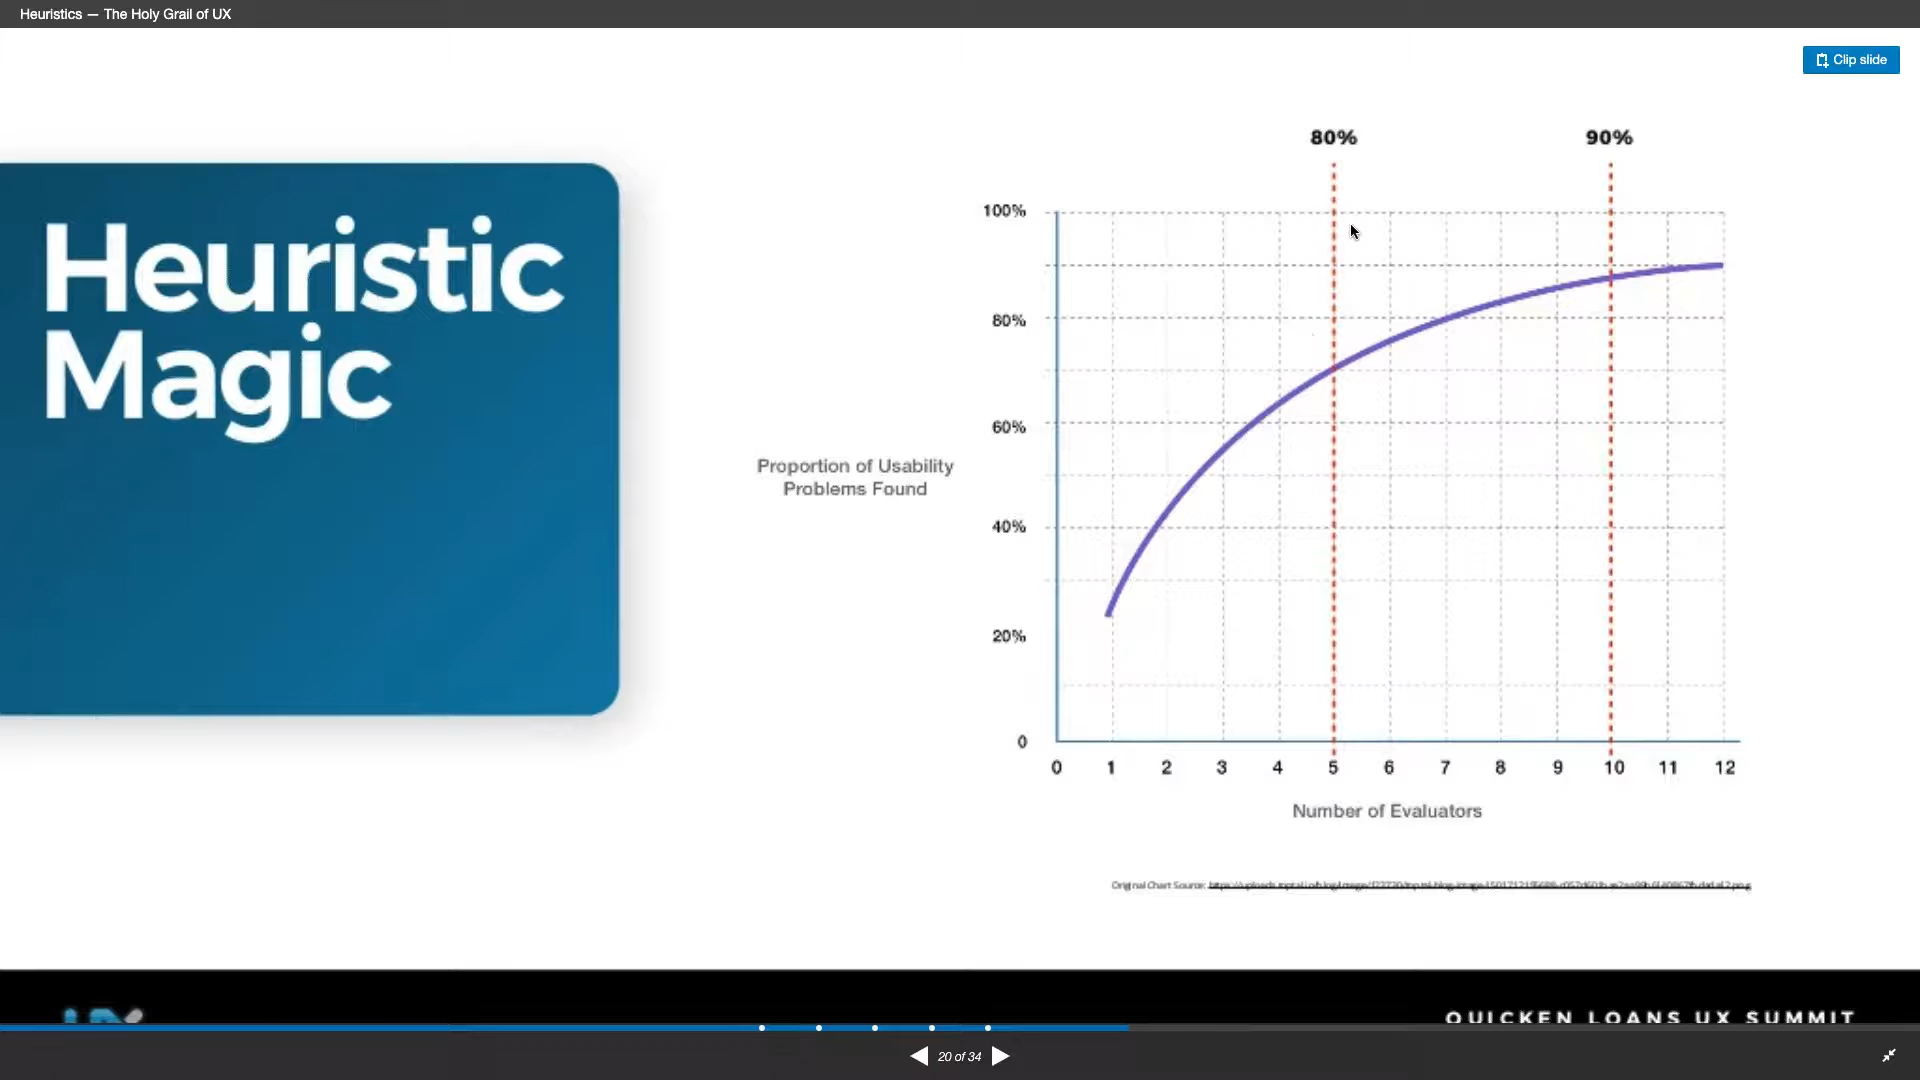 Heuristics — The Holy Grail of UX
Clip slide
Heuristic
Magic
80%
90%
100%
80%
60%
40%
20%
0
Proportion of Usability
Problems Found
0 1 2 3 4 5 6 7 8 9 10 11 12
Number of Evaluators
Original Chart Source:
QUICKEN LOANS UX SUMMIT
20 of 34